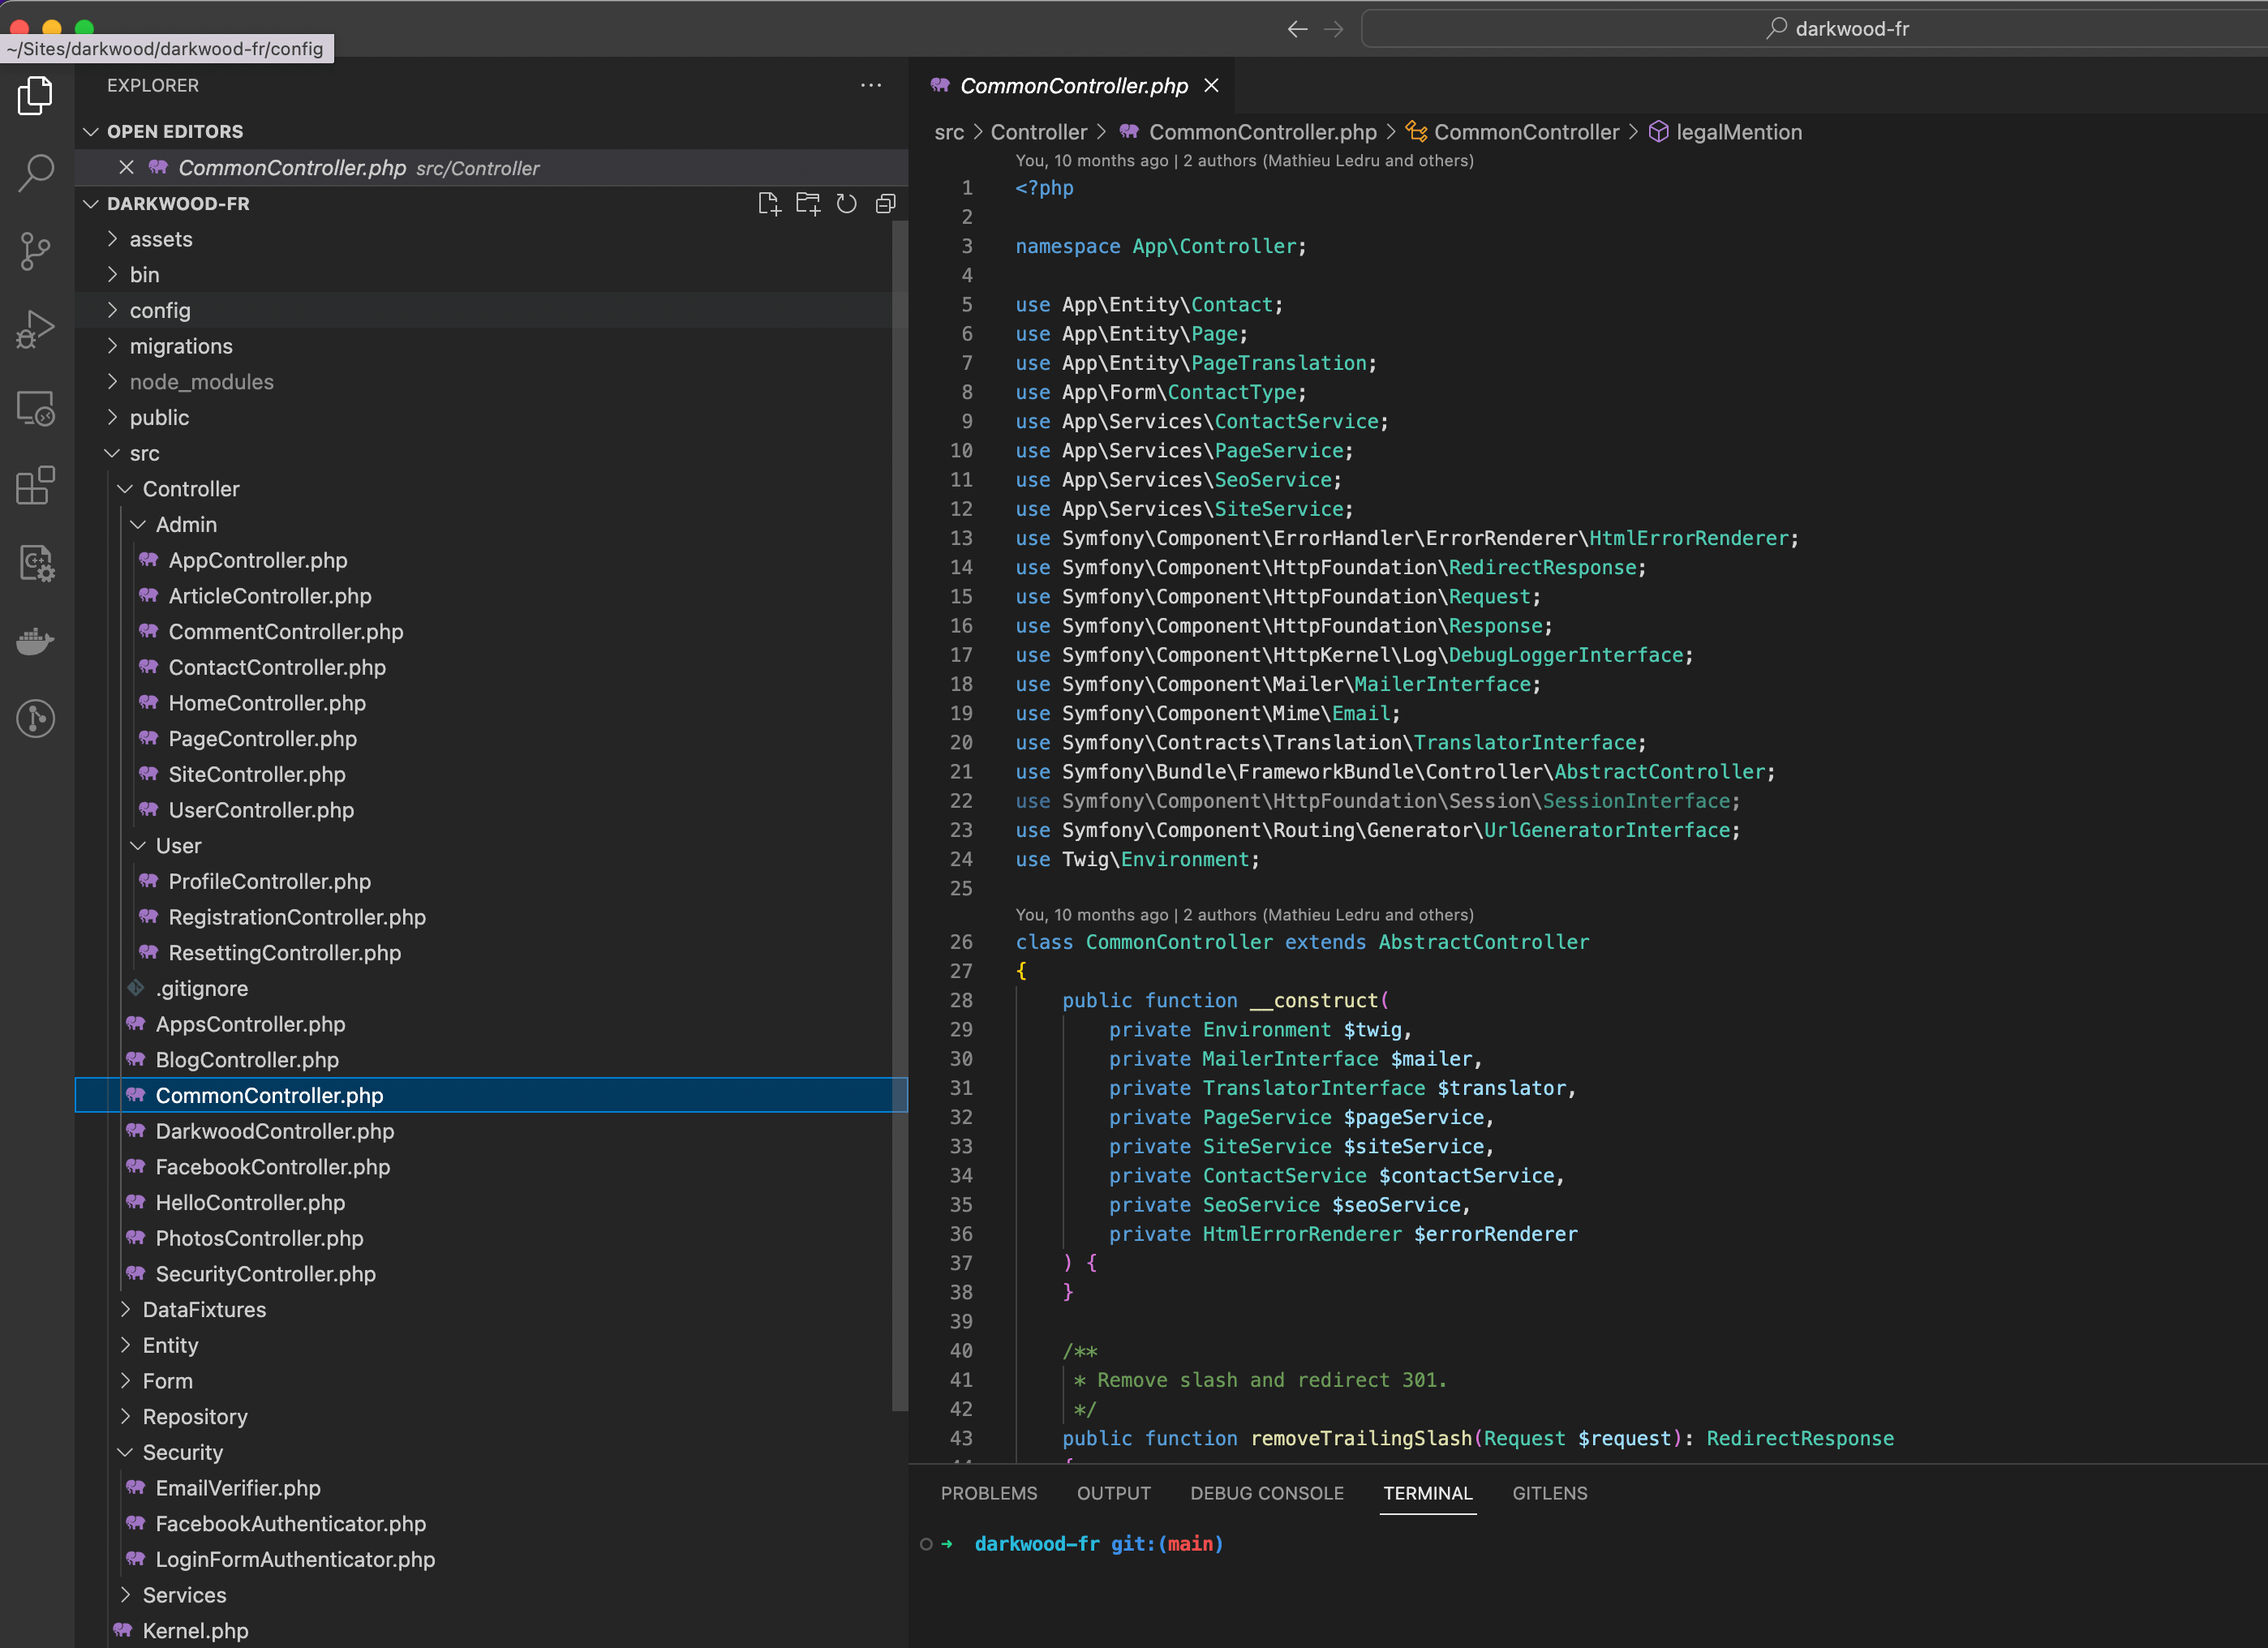 darkwood-fr
~/Sites/darkwood/darkwood-fr/config
EXPLORER
OPEN EDITORS
CommonController.php src/Controller
DARKWOOD-FR
assets
bin
config
migrations
node_modules
public
src
Controller
Admin
AppController.php
ArticleController.php
CommentController.php
ContactController.php
HomeController.php
PageController.php
SiteController.php
UserController.php
User
ProfileController.php
RegistrationController.php
ResettingController.php
.gitignore
AppsController.php
BlogController.php
CommonController.php
DarkwoodController.php
FacebookController.php
HelloController.php
PhotosController.php
SecurityController.php
DataFixtures
Entity
Form
Repository
Security
EmailVerifier.php
FacebookAuthenticator.php
LoginFormAuthenticator.php
Services
Kernel.php
CommonController.php
src > Controller > CommonController.php > CommonController > legalMention
You, 10 months ago | 2 authors (Mathieu Ledru and others)
1 <?php
2
3 namespace App\Controller;
4
5 use App\Entity\Contact;
6 use App\Entity\Page;
7 use App\Entity\PageTranslation;
8 use App\Form\ContactType;
9 use App\Services\ContactService;
10 use App\Services\PageService;
11 use App\Services\SeoService;
12 use App\Services\SiteService;
13 use Symfony\Component\ErrorHandler\ErrorRenderer\HtmlErrorRenderer;
14 use Symfony\Component\HttpFoundation\RedirectResponse;
15 use Symfony\Component\HttpFoundation\Request;
16 use Symfony\Component\HttpFoundation\Response;
17 use Symfony\Component\HttpKernel\Log\DebugLoggerInterface;
18 use Symfony\Component\Mailer\MailerInterface;
19 use Symfony\Component\Mime\Email;
20 use Symfony\Contracts\Translation\TranslatorInterface;
21 use Symfony\Bundle\FrameworkBundle\Controller\AbstractController;
22 use Symfony\Component\HttpFoundation\Session\SessionInterface;
23 use Symfony\Component\Routing\Generator\UrlGeneratorInterface;
24 use Twig\Environment;
25
You, 10 months ago | 2 authors (Mathieu Ledru and others)
26 class CommonController extends AbstractController
27 {
28 public function __construct(
29 private Environment $twig,
30 private MailerInterface $mailer,
31 private TranslatorInterface $translator,
32 private PageService $pageService,
33 private SiteService $siteService,
34 private ContactService $contactService,
35 private SeoService $seoService,
36 private HtmlErrorRenderer $errorRenderer
37 ) {
38 }
39
40 /**
41 * Remove slash and redirect 301.
42 */
43 public function removeTrailingSlash(Request $request): RedirectResponse
PROBLEMS OUTPUT DEBUG CONSOLE TERMINAL GITLENS
➜ darkwood-fr git:(main)